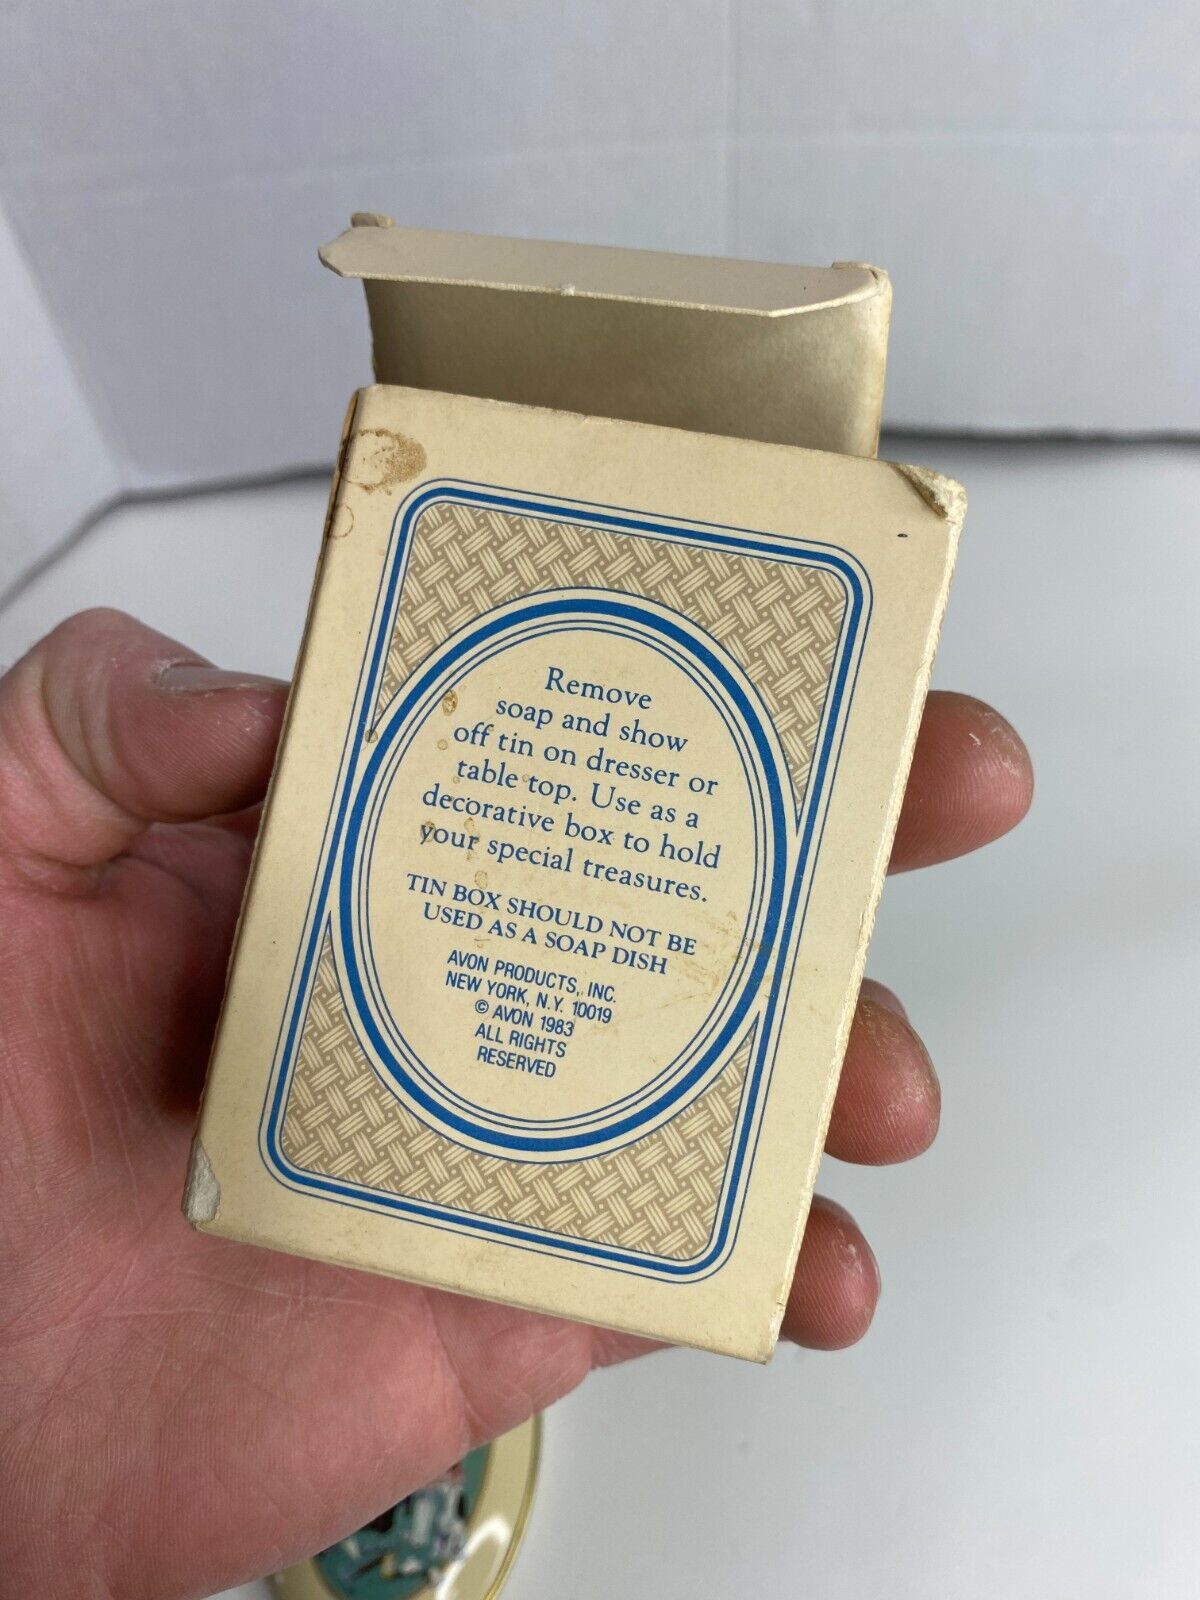 Remove
soap and show
off tin on dresser or
table top. Use as a
decorative box to hold
your special treasures.
TIN BOX SHOULD NOT BE
USED AS A SOAP DISH
AVON PRODUCTS, INC.
NEW YORK, N.Y. 10019
© AVON 1983
ALL RIGHTS
RESERVED